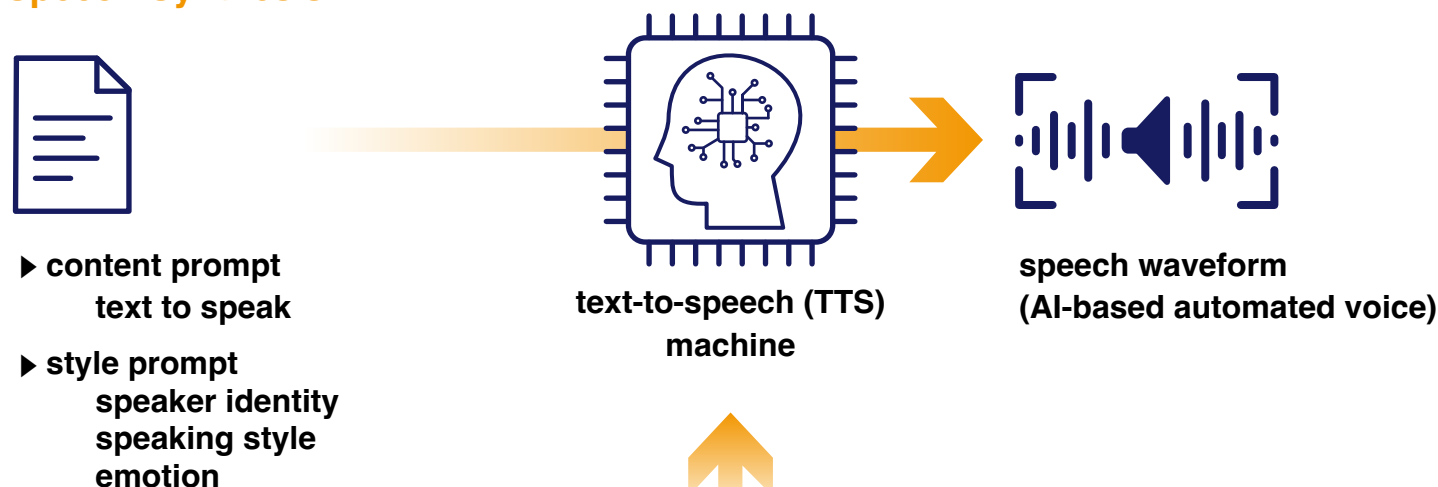 ▶ content prompt
text to speak
▶ style prompt
speaker identity
speaking style
emotion
text-to-speech (TTS)
machine
speech waveform
(AI-based automated voice)